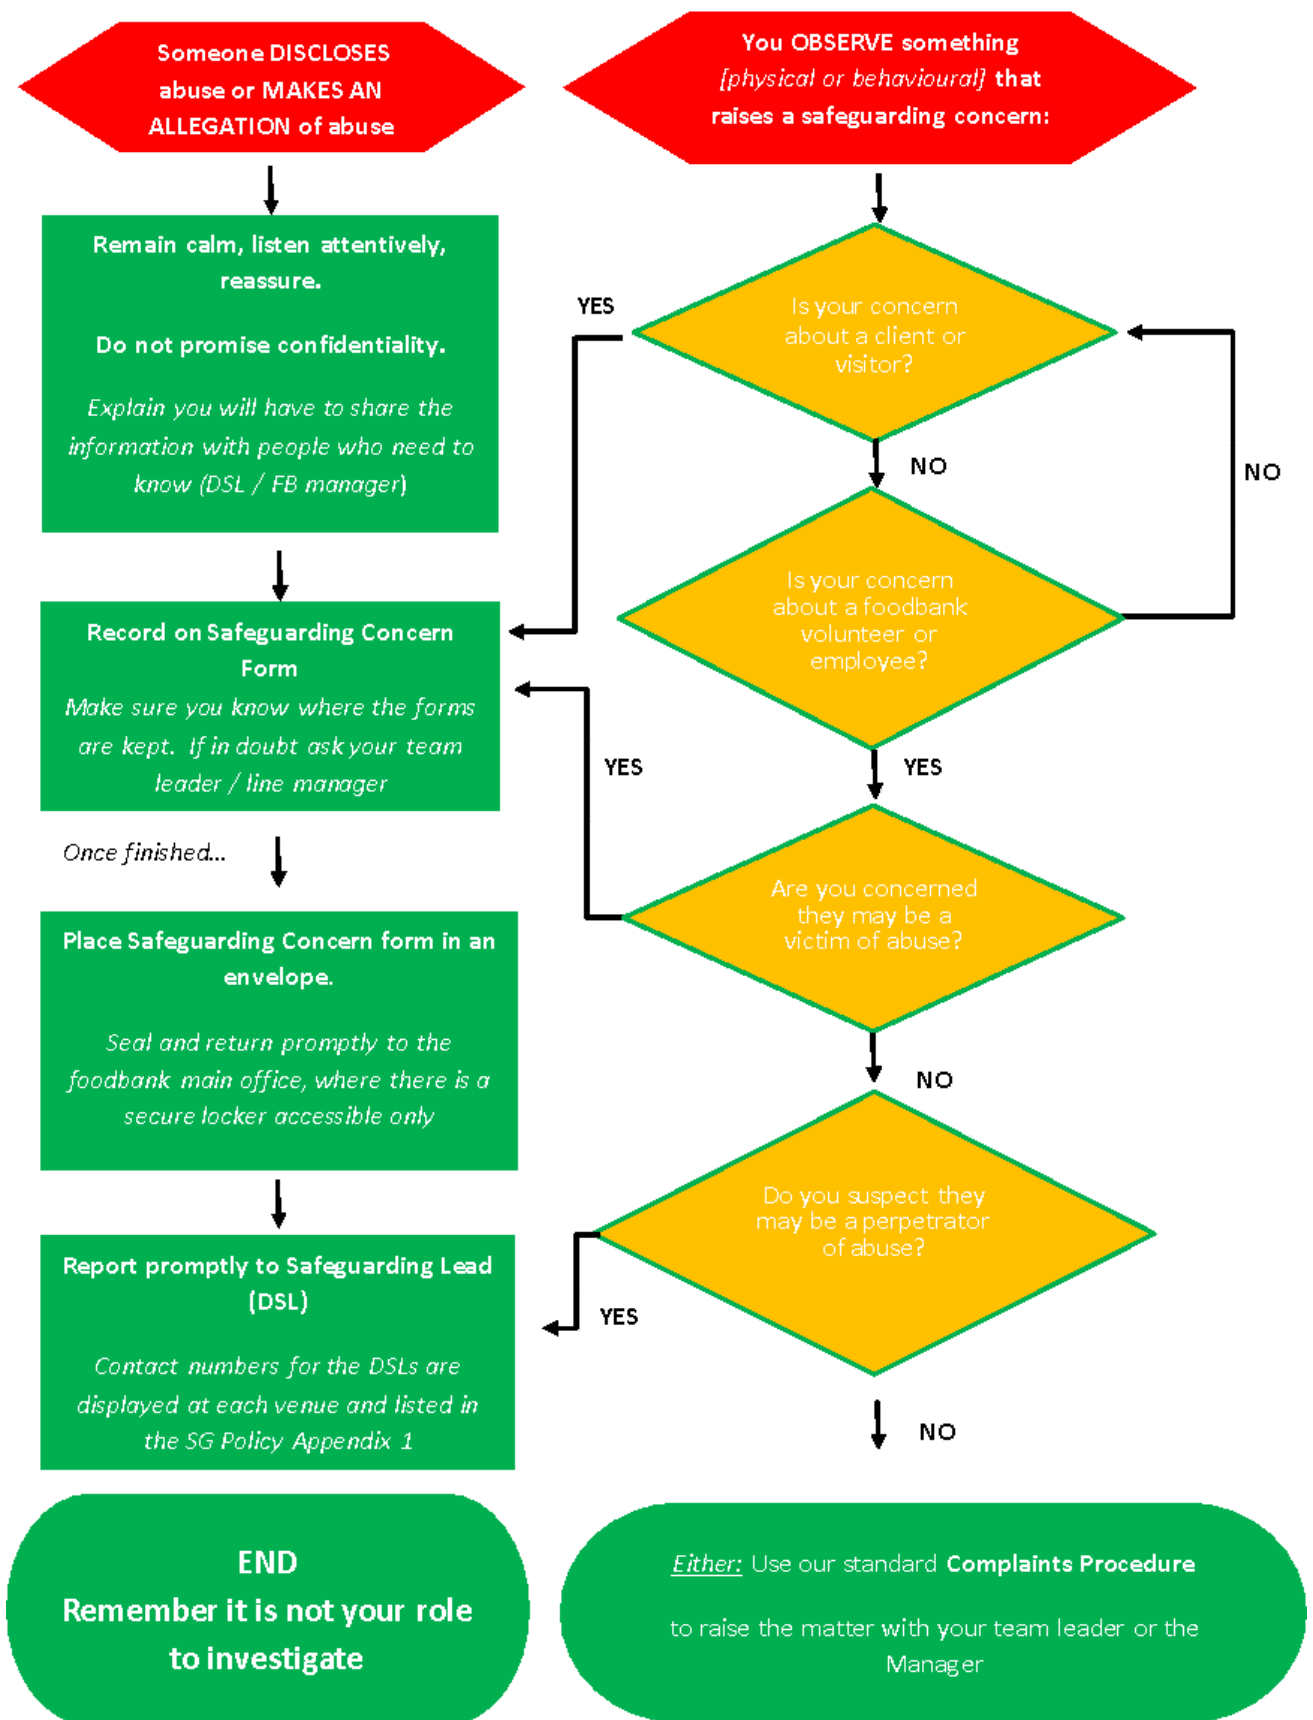 Someone DISCLOSES
abuse or MAKES AN
ALLEGATION of abuse
Remain calm, listen attentively,
reassure.
Do not promise confidentiality.
Explain you will have to share the
information with people who need to
know (DSL / FB manager)
Record on Safeguarding Concern
Form
Make sure you know where the forms
are kept.  If in doubt ask your team
leader / line manager
Once finished...
Place Safeguarding Concern form in an
envelope.
Seal and return promptly to the
foodbank main office, where there is a
secure locker accessible only
Report promptly to Safeguarding Lead
(DSL)
Contact numbers for the DSLs are
displayed at each venue and listed in
the SG Policy Appendix 1
END
Remember it is not your role
to investigate
You OBSERVE something
[physical or behavioural] that
raises a safeguarding concern:
Is your concern
about a client or
visitor?
YES
NO
Is your concern
about a foodbank
volunteer or
employee?
NO
YES
Are you concerned
they may be a
victim of abuse?
YES
NO
Do you suspect they
may be a perpetrator
of abuse?
YES
NO
Either: Use our standard Complaints Procedure
to raise the matter with your team leader or the
Manager